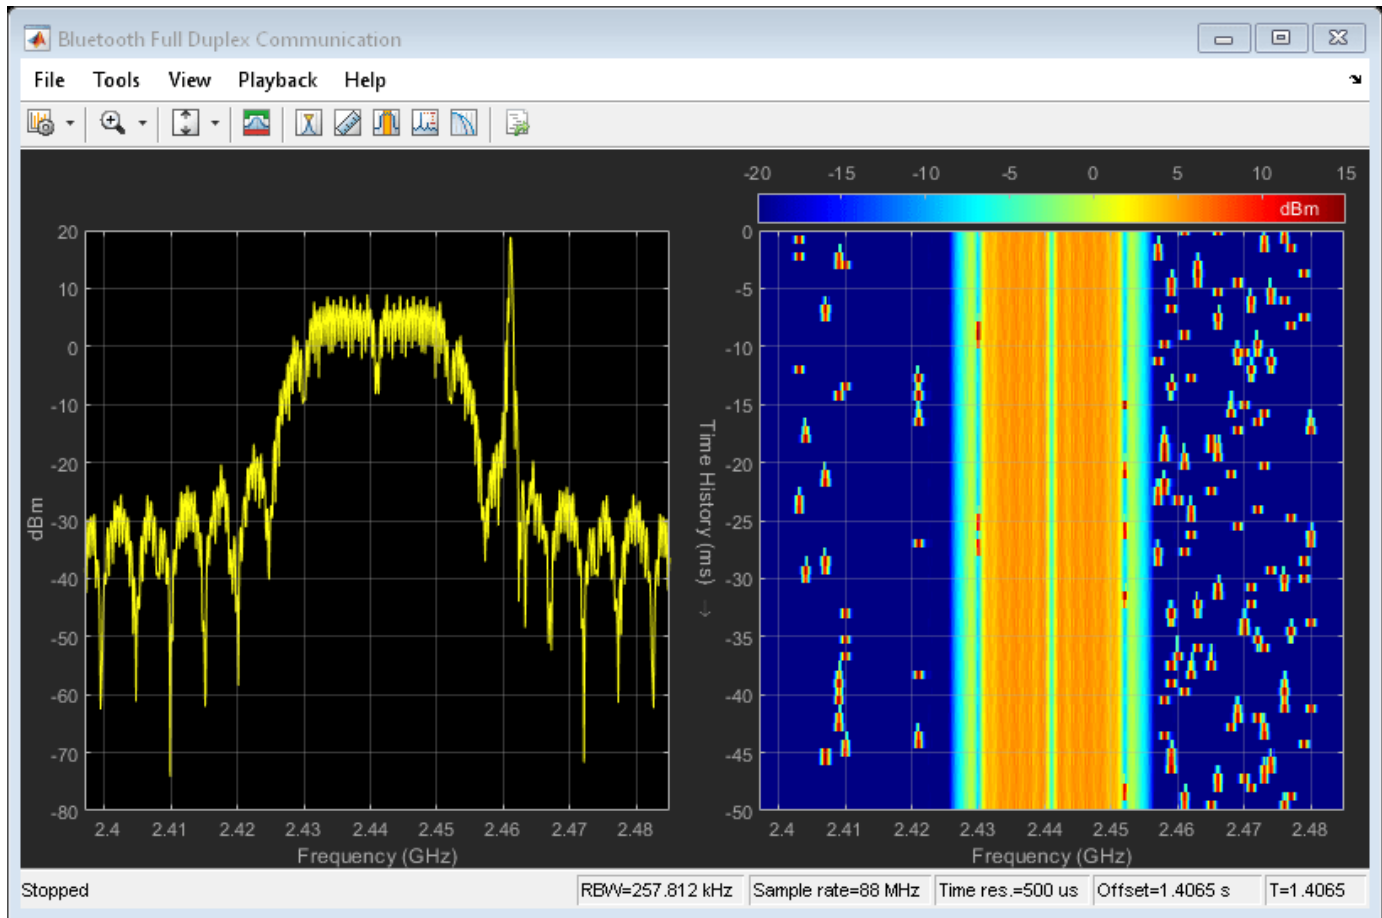 Bluetooth Full Duplex Communication
File Tools View Playback Help
-20 -15 -10 -5 0 5 10 15
dBm
20
10
0
-10
-20
-30
-40
-50
-60
-70
-80
dBm
2.4 2.41 2.42 2.43 2.44 2.45 2.46 2.47 2.48
Frequency (GHz)
0
-5
-10
-15
-20
-25
-30
-35
-40
-45
-50
Time History (ms) →
2.4 2.41 2.42 2.43 2.44 2.45 2.46 2.47 2.48
Frequency (GHz)
Stopped RBW=257.812 kHz Sample rate=88 MHz Time res.=500 us Offset=1.4065 s T=1.4065